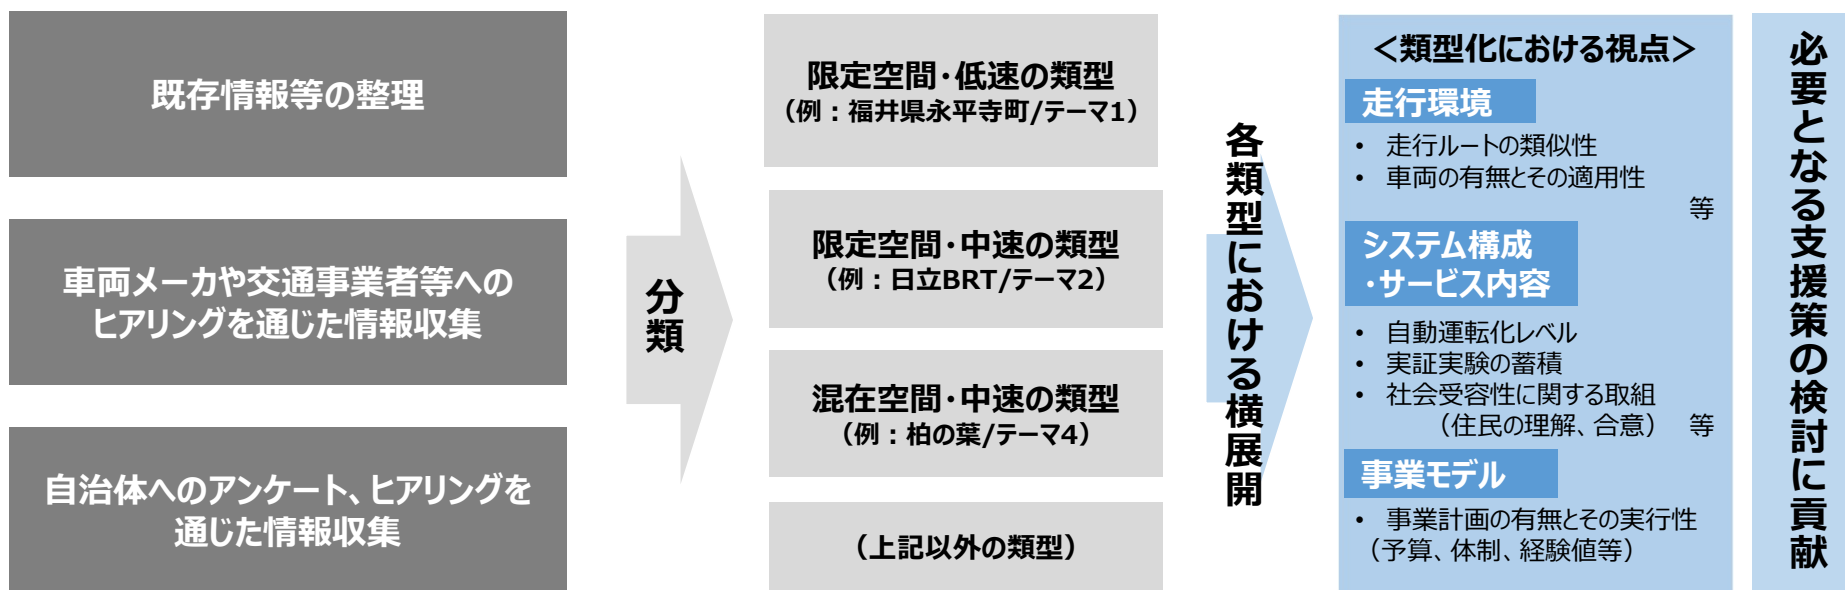 既存情報等の整理
車両メーカや交通事業者等への
ヒアリングを通じた情報収集
自治体へのアンケート、ヒアリングを
通じた情報収集
分類
限定空間･低速の類型
（例：福井県永平寺町/テーマ1）
限定空間･中速の類型
（例：日立BRT/テーマ2）
混在空間･中速の類型
（例：柏の葉/テーマ4）
（上記以外の類型）
各類型における横展開
＜類型化における視点＞
走行環境
• 走行ルートの類似性
• 車両の有無とその適用性
等
システム構成
･サービス内容
• 自動運転化レベル
• 実証実験の蓄積
• 社会受容性に関する取組
（住民の理解、合意） 等
事業モデル
• 事業計画の有無とその実行性
（予算、体制、経験値等）
必要となる支援策の検討に貢献